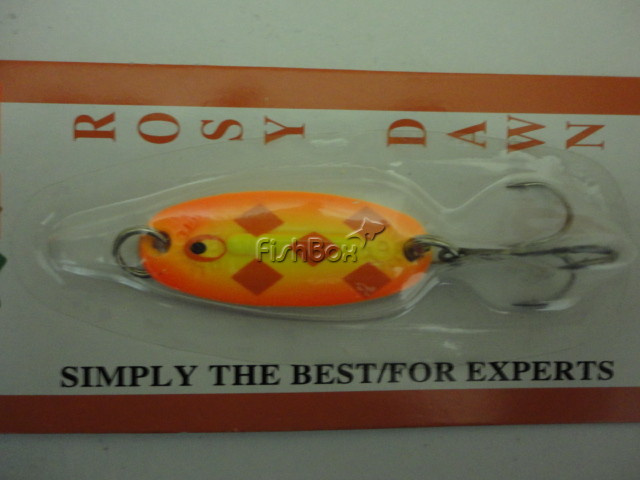 ROSY DAWN
FishBox
SIMPLY THE BEST/FOR EXPERTS